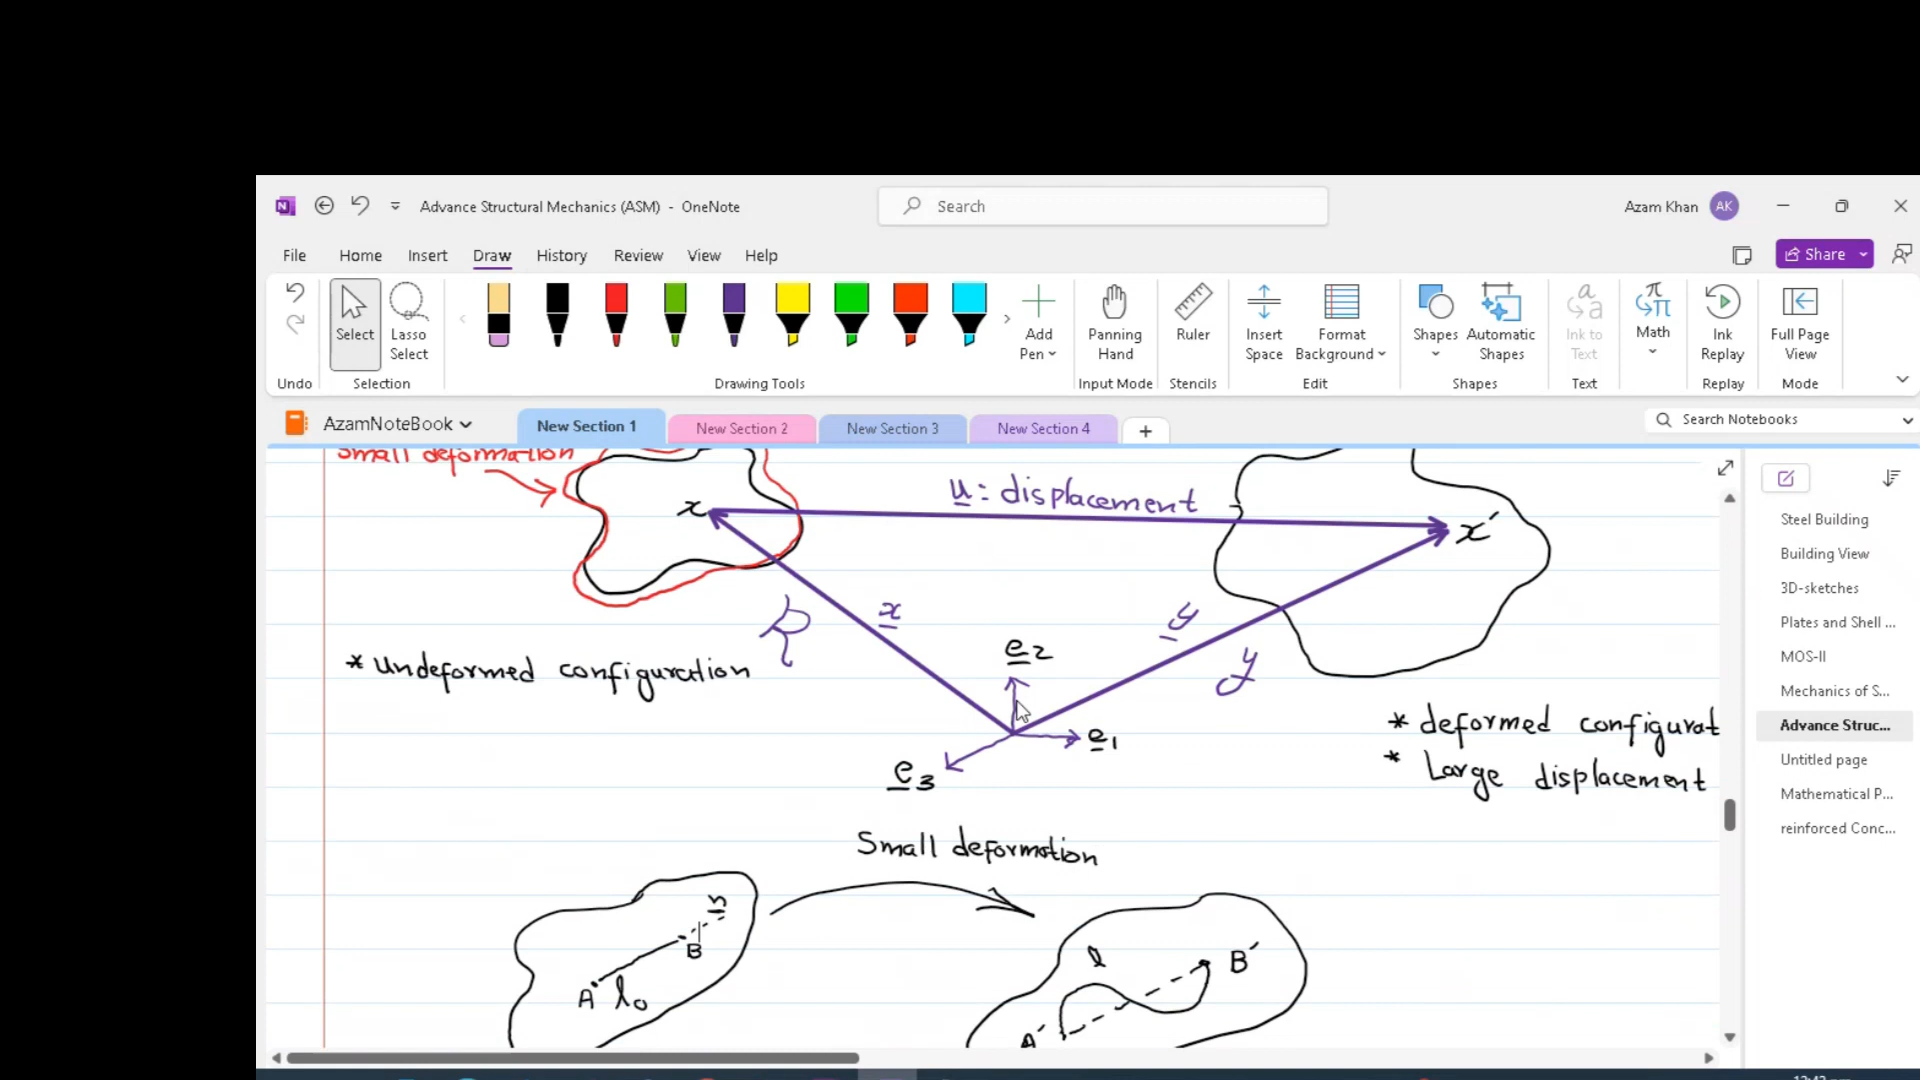 Advance Structural Mechanics (ASM) - OneNote
Search
Azam Khan AK
File Home Insert Draw History Review View Help
Share
Select
Lasso Select
Add Pen
Panning Hand
Ruler
Insert Space
Format Background
Shapes
Automatic Shapes
Ink to Text
Math
Ink Replay
Full Page View
Undo Selection Drawing Tools Input Mode Stencils Edit Shapes Text Replay Mode
AzamNoteBook New Section 1 New Section 2 New Section 3 New Section 4
Search Notebooks
Steel Building
Building View
3D-sketches
Plates and Shell ...
MOS-II
Mechanics of S...
Advance Struc...
Untitled page
Mathematical P...
reinforced Conc...
Small deformation
u: displacement
x x′
x y
y
e2
* Undeformed configuration
e1
e3
* deformed configurat
* Large displacement
Small deformation
n
B
A l0
l B′
A′